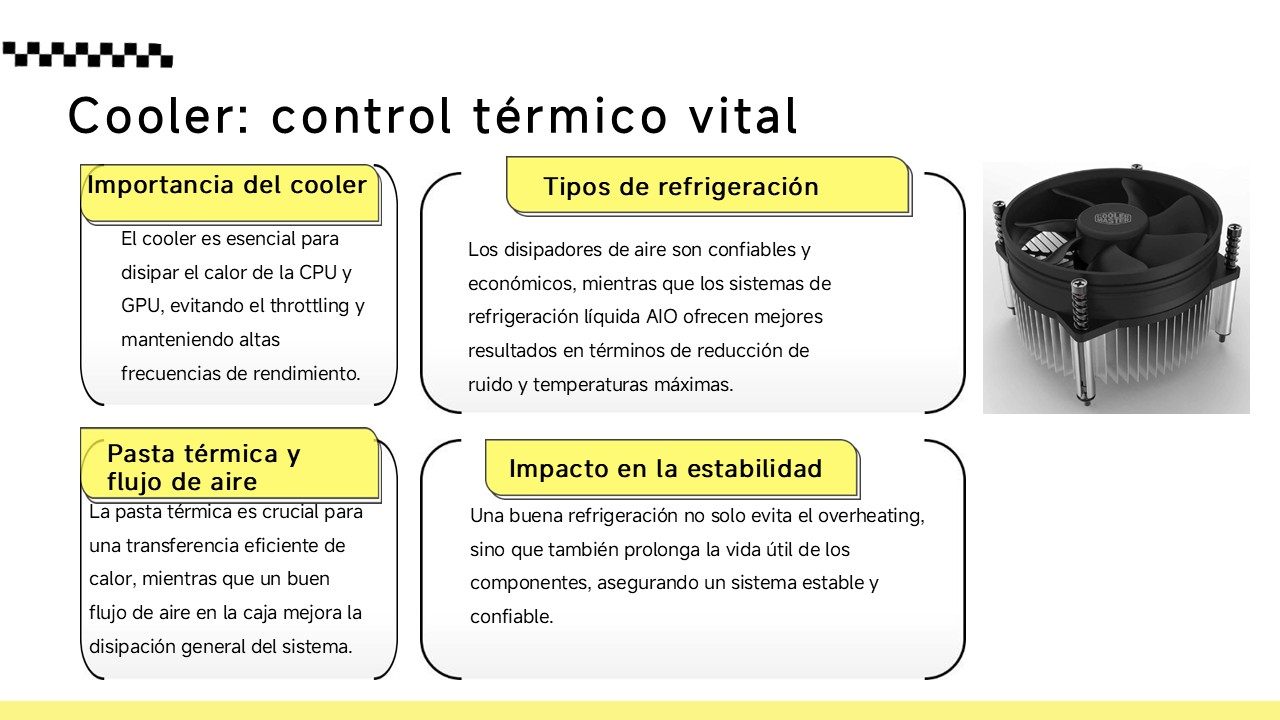 Cooler: control térmico vital
Importancia del cooler
El cooler es esencial para
disipar el calor de la CPU y
GPU, evitando el throttling y
manteniendo altas
frecuencias de rendimiento.
Tipos de refrigeración
Los disipadores de aire son confiables y
económicos, mientras que los sistemas de
refrigeración líquida AIO ofrecen mejores
resultados en términos de reducción de
ruido y temperaturas máximas.
COOLER
MASTER
Pasta térmica y
flujo de aire
La pasta térmica es crucial para
una transferencia eficiente de
calor, mientras que un buen
flujo de aire en la caja mejora la
disipación general del sistema.
Impacto en la estabilidad
Una buena refrigeración no solo evita el overheating,
sino que también prolonga la vida útil de los
componentes, asegurando un sistema estable y
confiable.